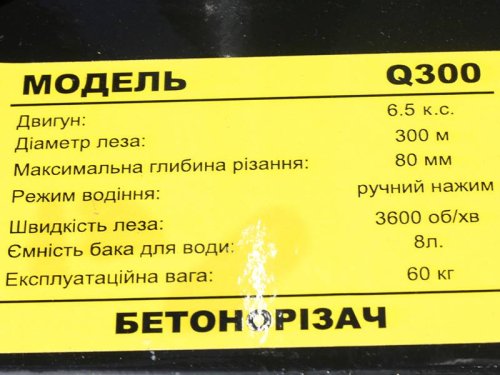 МОДЕЛЬ Q300
Двигун: 6.5 к.с.
Діаметр леза: 300 м
Максимальна глибина різання: 80 мм
Режим водіння: ручний нажим
Швидкість леза: 3600 об/хв
Ємність бака для води: 8л.
Експлуатаційна вага: 60 кг
БЕТОНОРІЗАЧ